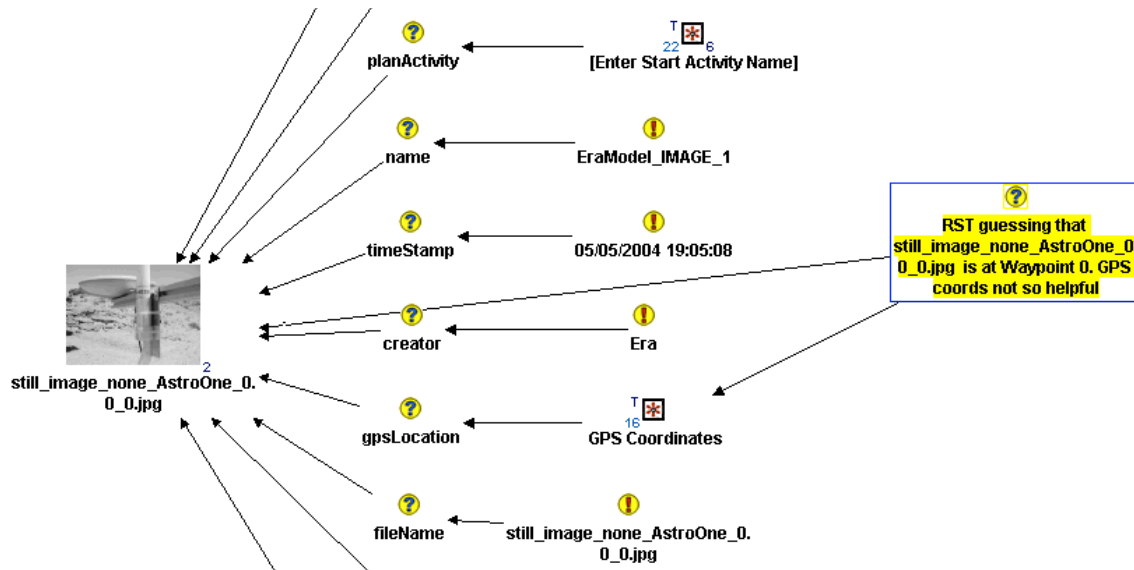 T
22
6
planActivity
[Enter Start Activity Name]
name
EraModel_IMAGE_1
timeStamp
05/05/2004 19:05:08
RST guessing that
still_image_none_AstroOne_0
0_0.jpg is at Waypoint 0. GPS
coords not so helpful
creator
Era
2
still_image_none_AstroOne_0.
0_0.jpg
T
16
gpsLocation
GPS Coordinates
fileName
still_image_none_AstroOne_0.
0_0.jpg